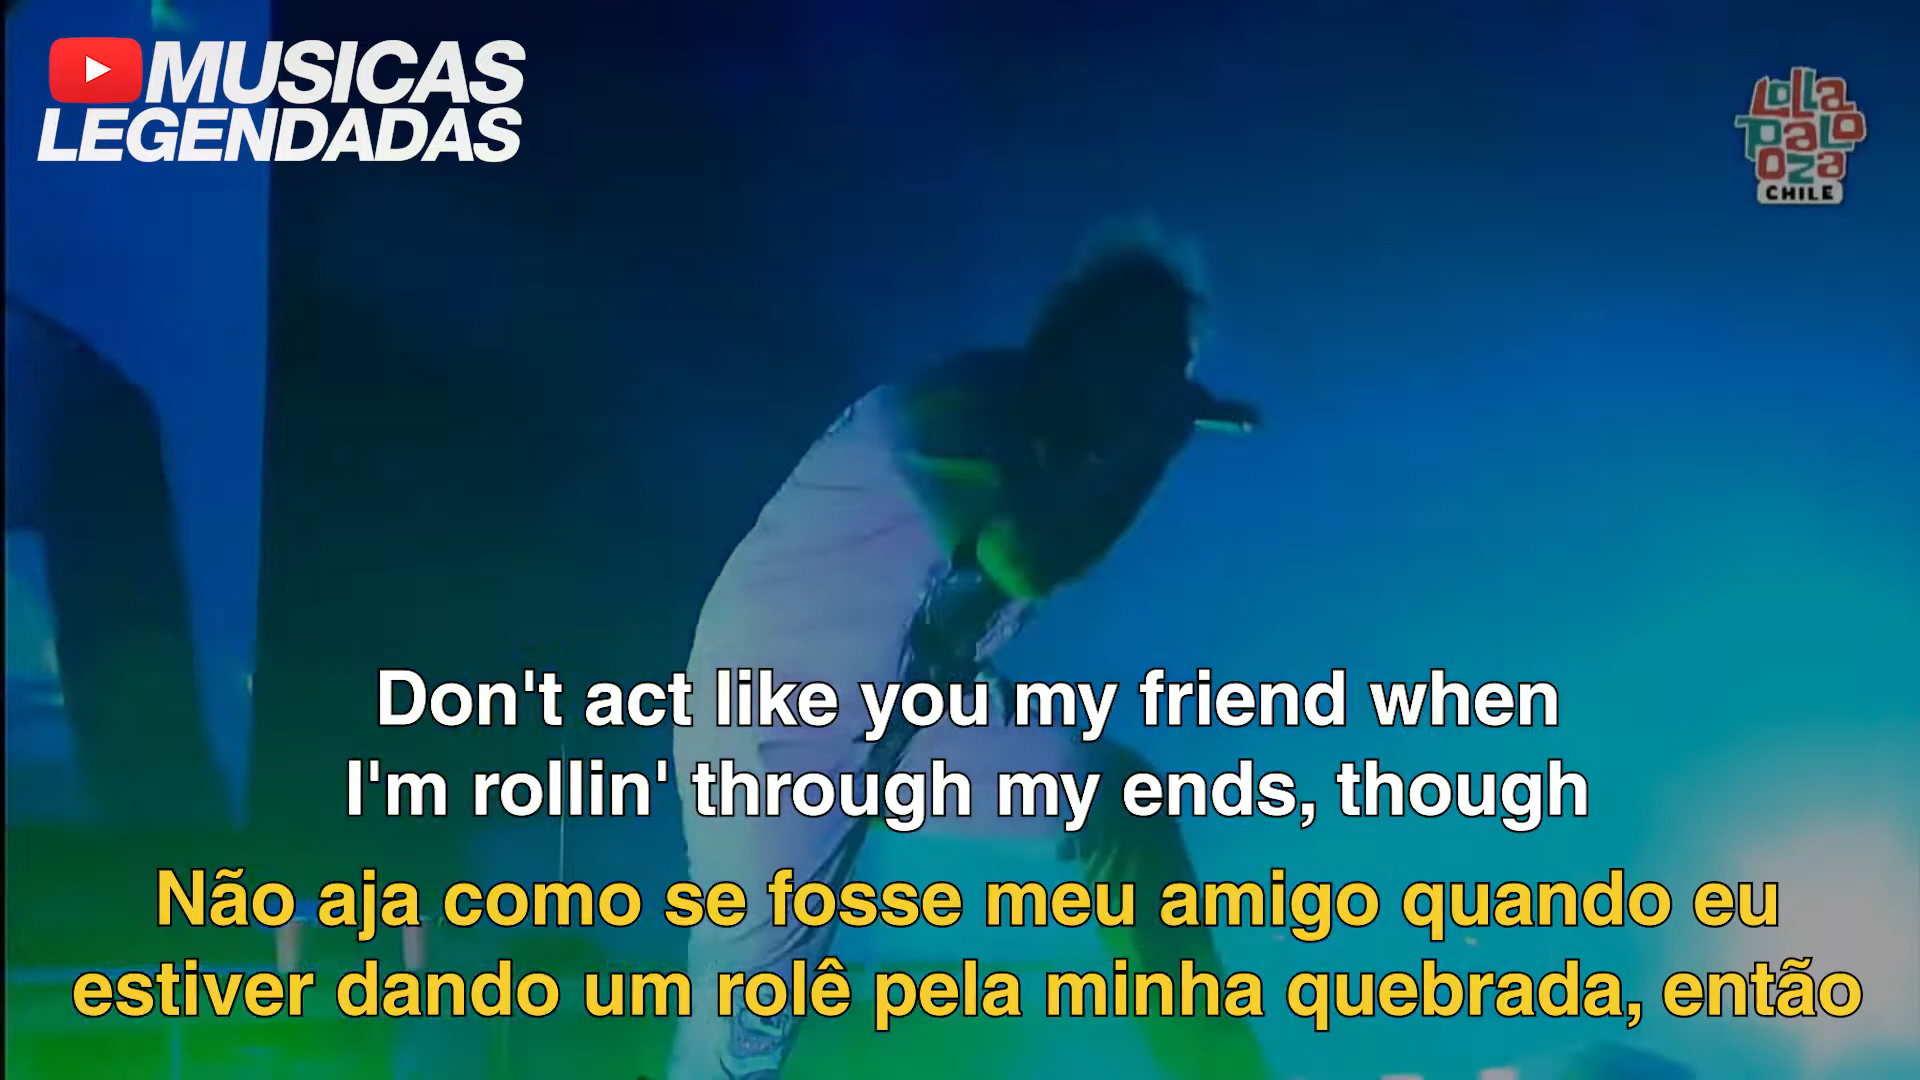 MUSICAS
LEGENDADAS
LOLLA
PALO
OZA
CHILE
Don't act like you my friend when
I'm rollin' through my ends, though
Não aja como se fosse meu amigo quando eu
estiver dando um rolê pela minha quebrada, então